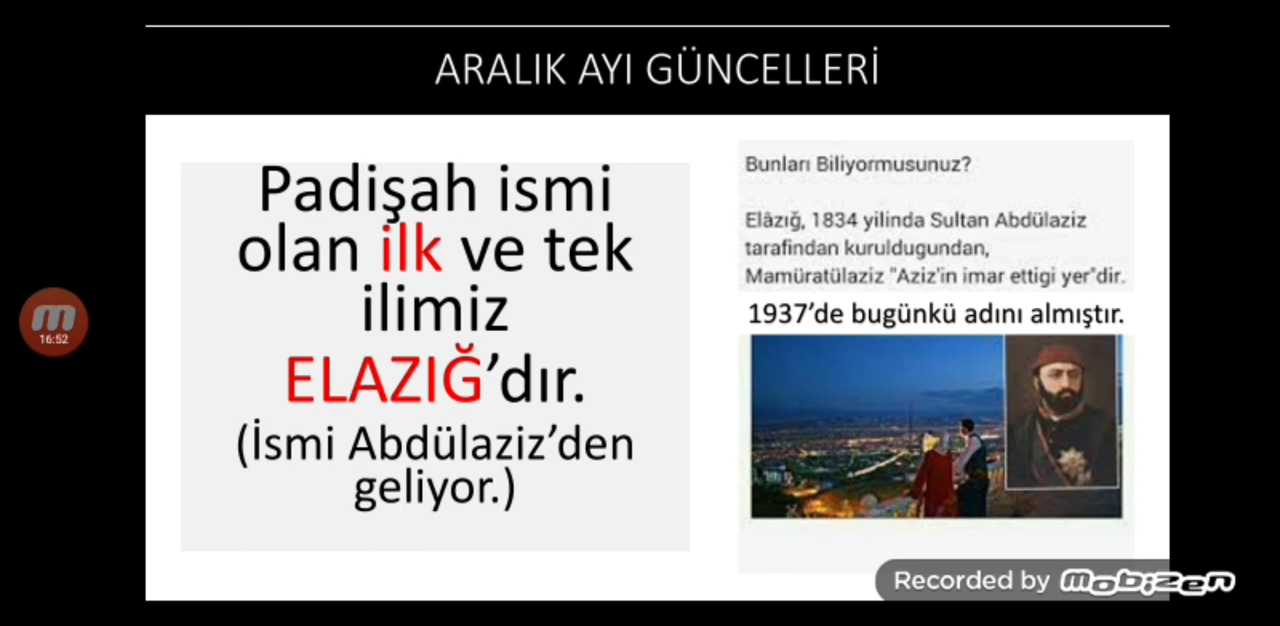 ARALIK AYI GÜNCELLERİ
Padişah ismi
olan ilk ve tek
ilimiz
ELAZIĞ’dır.
(İsmi Abdülaziz’den
geliyor.)
Bunları Biliyormusunuz?
Elâzığ, 1834 yilinda Sultan Abdülaziz
tarafindan kuruldugundan,
Mamüratülaziz "Aziz'in imar ettigi yer"dir.
1937’de bugünkü adını almıştır.
m
16:52
Recorded by mobizen